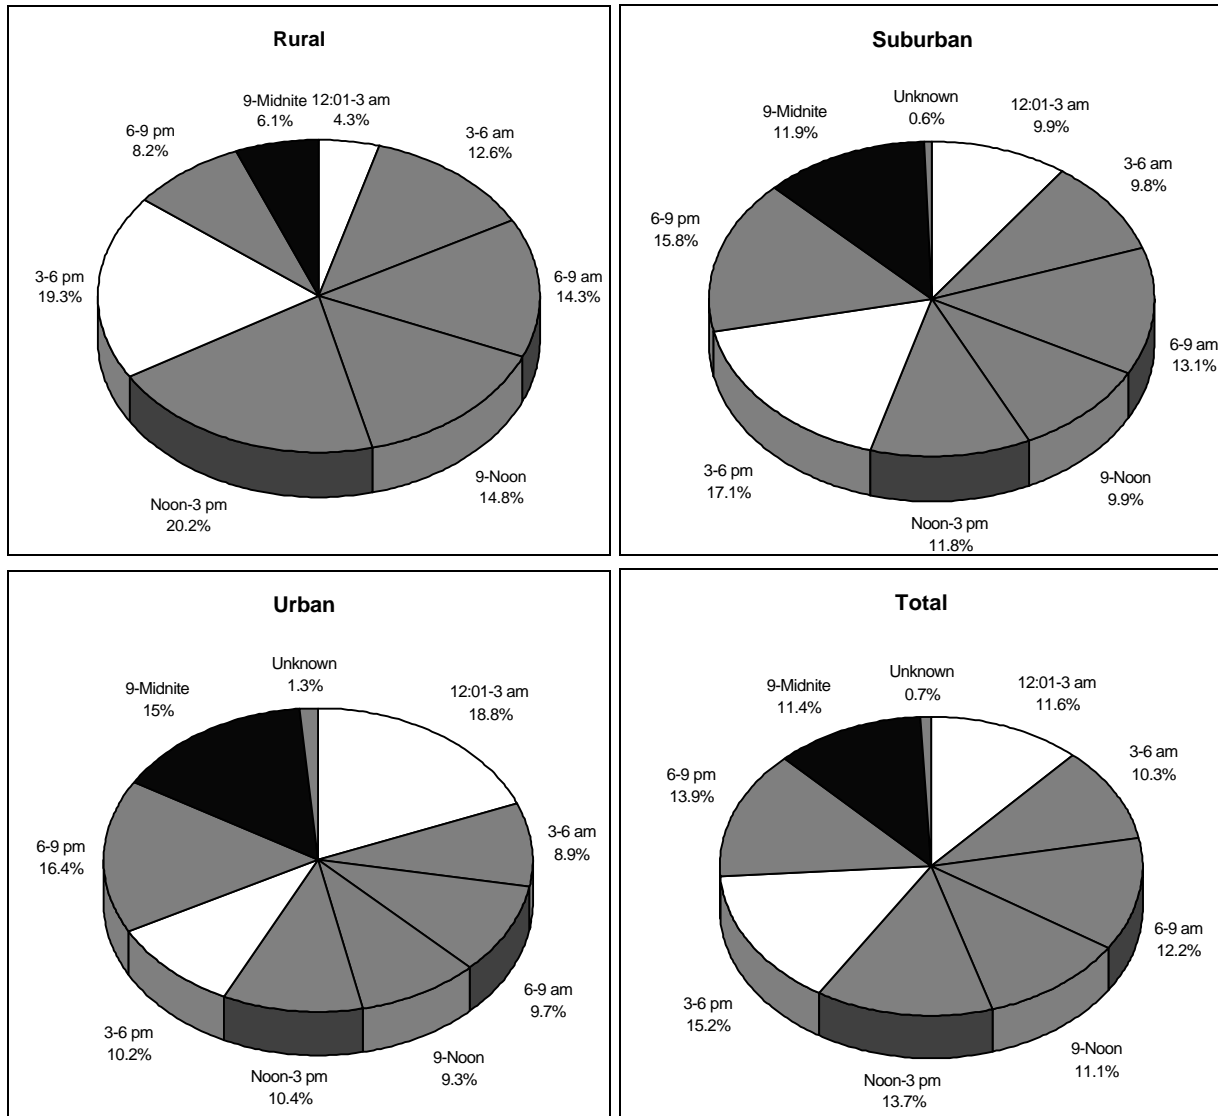 Rural
9-Midnite
6.1%
12:01-3 am
4.3%
3-6 am
12.6%
6-9 am
14.3%
9-Noon
14.8%
Noon-3 pm
20.2%
3-6 pm
19.3%
6-9 pm
8.2%
Suburban
Unknown
0.6%
12:01-3 am
9.9%
3-6 am
9.8%
6-9 am
13.1%
9-Noon
9.9%
Noon-3 pm
11.8%
3-6 pm
17.1%
6-9 pm
15.8%
9-Midnite
11.9%
Urban
Unknown
1.3%
12:01-3 am
18.8%
3-6 am
8.9%
6-9 am
9.7%
9-Noon
9.3%
Noon-3 pm
10.4%
3-6 pm
10.2%
6-9 pm
16.4%
9-Midnite
15%
Total
Unknown
0.7%
12:01-3 am
11.6%
3-6 am
10.3%
6-9 am
12.2%
9-Noon
11.1%
Noon-3 pm
13.7%
3-6 pm
15.2%
6-9 pm
13.9%
9-Midnite
11.4%